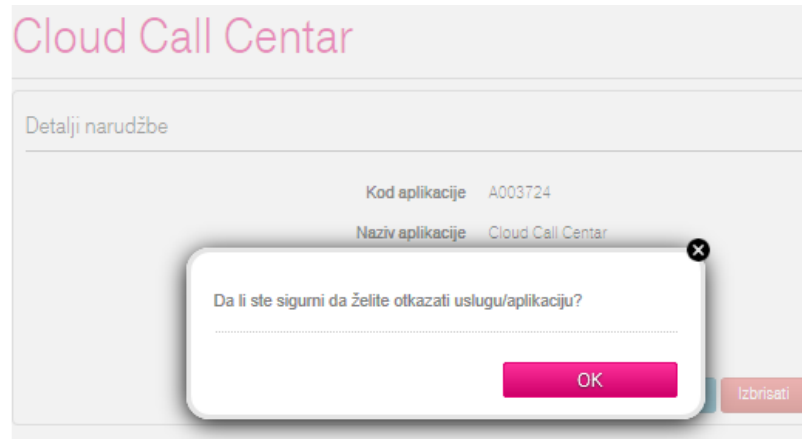 Cloud Call Centar
Detalji narudžbe
Kod aplikacije A003724
Naziv aplikacije Cloud Call Centar
Da li ste sigurni da želite otkazati uslugu/aplikaciju?
OK
Izbrisati